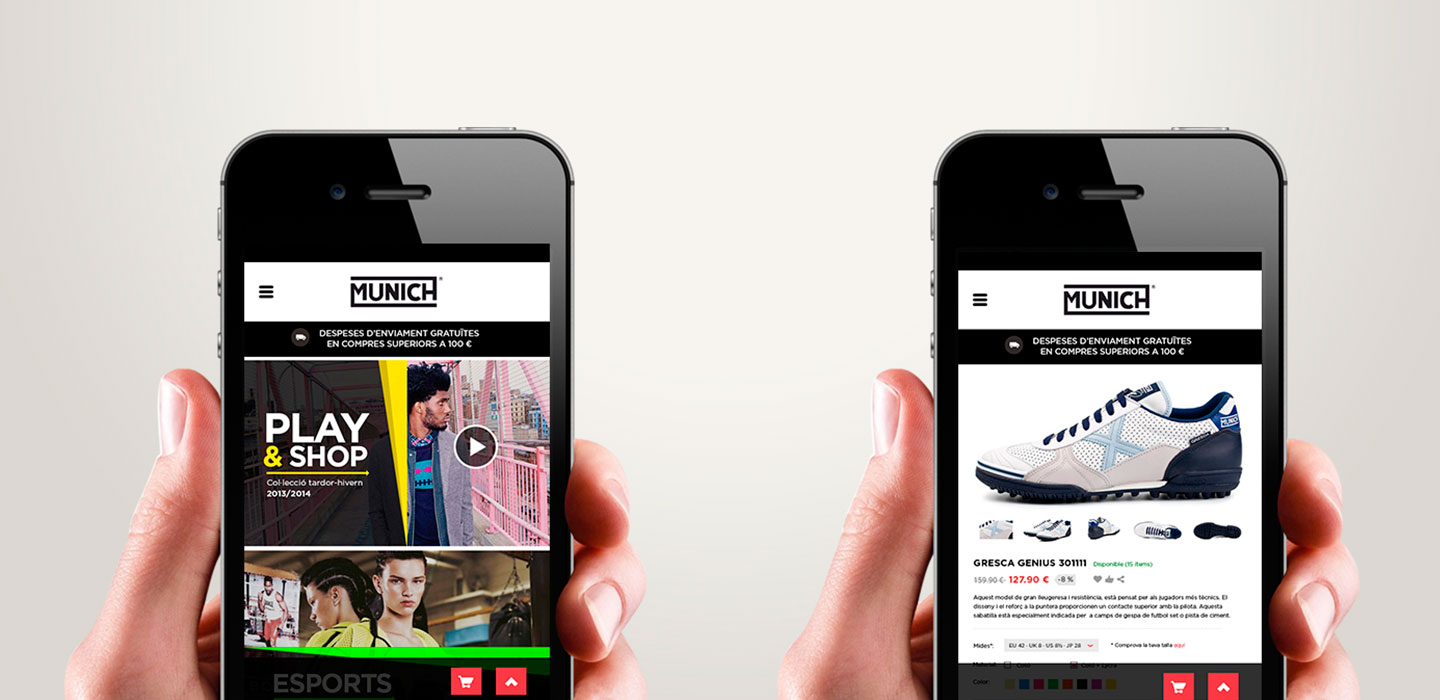 MUNICH
DESPESES D'ENVIAMENT GRATUÏTES
EN COMPRES SUPERIORS A 100 €
PLAY
& SHOP
Col·lecció tardor-hivern
2013/2014
ESPORTS
MUNICH
DESPESES D'ENVIAMENT GRATUÏTES
EN COMPRES SUPERIORS A 100 €
MUNICH
GRESCA GENIUS 301111 Disponible (15 items)
159.90 € 127.90 € -8 %
Aquest model de gran lleugeresa i resistència, està pensat per als jugadors més tècnics. El
disseny i el reforç a la puntera proporcionen un contacte superior amb la pilota. Aquesta
sabatilla està especialment indicada per a camps de gespa de futbol set o pista de ciment.
Mides*: EU 42 - UK 8 - US 8½ - JP 28 * Comprova la teva talla aquí
Material: Gold Gold + Lycra
Color: